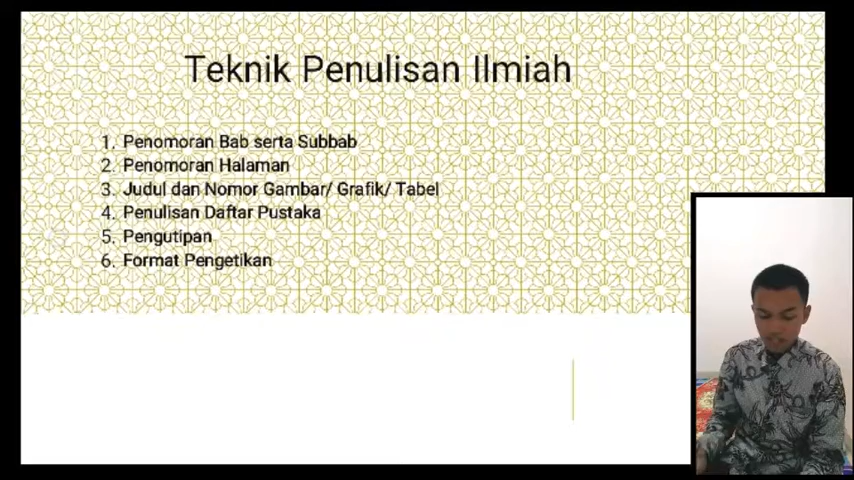 Teknik Penulisan Ilmiah
1. Penomoran Bab serta Subbab
2. Penomoran Halaman
3. Judul dan Nomor Gambar/ Grafik/ Tabel
4. Penulisan Daftar Pustaka
5. Pengutipan
6. Format Pengetikan